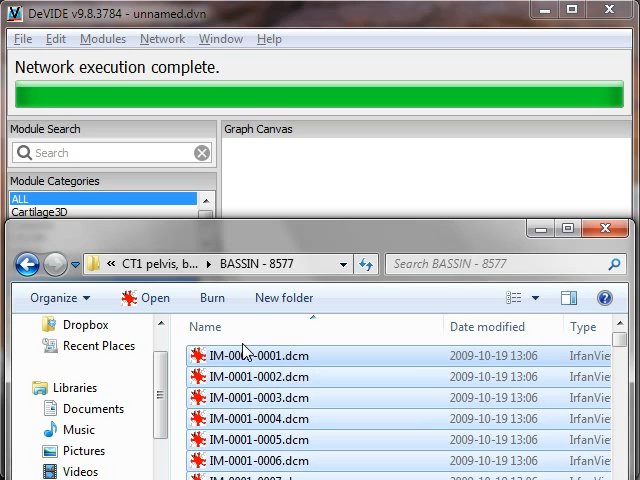 DeVIDE v9.8.3784 - unnamed.dvn
File Edit Modules Network Window Help
Network execution complete.
Module Search
Graph Canvas
Search
Module Categories
ALL
Cartilage3D
« CT1 pelvis, b... BASSIN - 8577
Search BASSIN - 8577
Organize Open Burn New folder
Name Date modified Type
Dropbox
Recent Places
Libraries
Documents
Music
Pictures
Videos
IM-0001-0001.dcm 2009-10-19 13:06 IrfanVie
IM-0001-0002.dcm 2009-10-19 13:06 IrfanVie
IM-0001-0003.dcm 2009-10-19 13:06 IrfanVie
IM-0001-0004.dcm 2009-10-19 13:06 IrfanVie
IM-0001-0005.dcm 2009-10-19 13:06 IrfanVie
IM-0001-0006.dcm 2009-10-19 13:06 IrfanVie